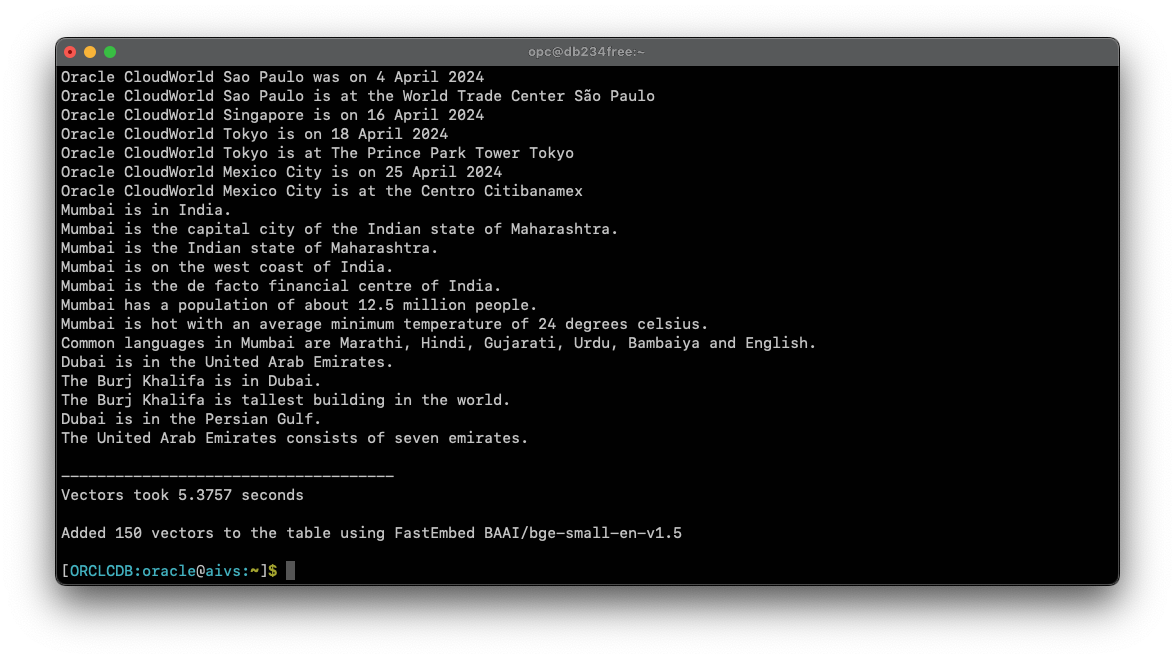 opc@db234free:~
Oracle CloudWorld Sao Paulo was on 4 April 2024
Oracle CloudWorld Sao Paulo is at the World Trade Center São Paulo
Oracle CloudWorld Singapore is on 16 April 2024
Oracle CloudWorld Tokyo is on 18 April 2024
Oracle CloudWorld Tokyo is at The Prince Park Tower Tokyo
Oracle CloudWorld Mexico City is on 25 April 2024
Oracle CloudWorld Mexico City is at the Centro Citibanamex
Mumbai is in India.
Mumbai is the capital city of the Indian state of Maharashtra.
Mumbai is the Indian state of Maharashtra.
Mumbai is on the west coast of India.
Mumbai is the de facto financial centre of India.
Mumbai has a population of about 12.5 million people.
Mumbai is hot with an average minimum temperature of 24 degrees celsius.
Common languages in Mumbai are Marathi, Hindi, Gujarati, Urdu, Bambaiya and English.
Dubai is in the United Arab Emirates.
The Burj Khalifa is in Dubai.
The Burj Khalifa is tallest building in the world.
Dubai is in the Persian Gulf.
The United Arab Emirates consists of seven emirates.
-------------------------------------
Vectors took 5.3757 seconds
Added 150 vectors to the table using FastEmbed BAAI/bge-small-en-v1.5
[ORCLCDB:oracle@aivs:~]$